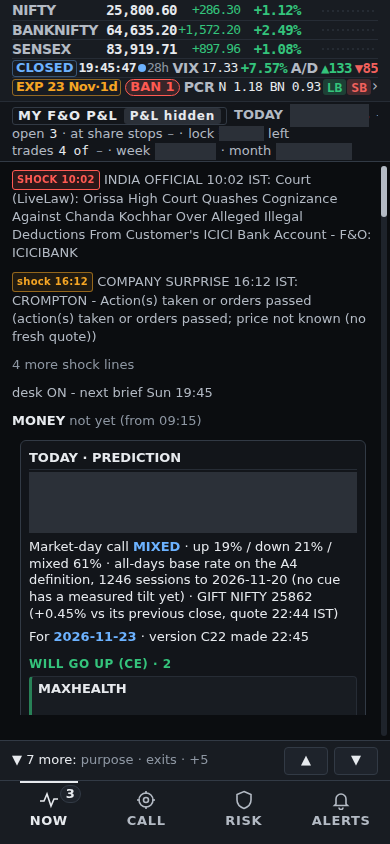 NIFTY 25,800.60 +286.30 +1.12%
BANKNIFTY 64,635.20 +1,572.20 +2.49%
SENSEX 83,919.71 +897.96 +1.08%
CLOSED 19:45:47 28h VIX 17.33 +7.57% A/D ▲133 ▼85
EXP 23 Nov·1d BAN 1 PCR N 1.18 BN 0.93 LB SB ›
MY F&O P&L P&L hidden TODAY
open 3 · at share stops – · lock left
trades 4 of – · week · month
SHOCK 10:02 INDIA OFFICIAL 10:02 IST: Court
(LiveLaw): Orissa High Court Quashes Cognizance
Against Chanda Kochhar Over Alleged Illegal
Deductions From Customer's ICICI Bank Account - F&O:
ICICIBANK
shock 16:12 COMPANY SURPRISE 16:12 IST:
CROMPTON - Action(s) taken or orders passed
(action(s) taken or orders passed; price not known (no
fresh quote))
4 more shock lines
desk ON - next brief Sun 19:45
MONEY not yet (from 09:15)
TODAY · PREDICTION
Market-day call MIXED · up 19% / down 21% /
mixed 61% · all-days base rate on the A4
definition, 1246 sessions to 2026-11-20 (no cue
has a measured tilt yet) · GIFT NIFTY 25862
(+0.45% vs its previous close, quote 22:44 IST)
For 2026-11-23 · version C22 made 22:45
WILL GO UP (CE) · 2
MAXHEALTH
▼ 7 more: purpose · exits · +5 ▲ ▼
3
NOW CALL RISK ALERTS